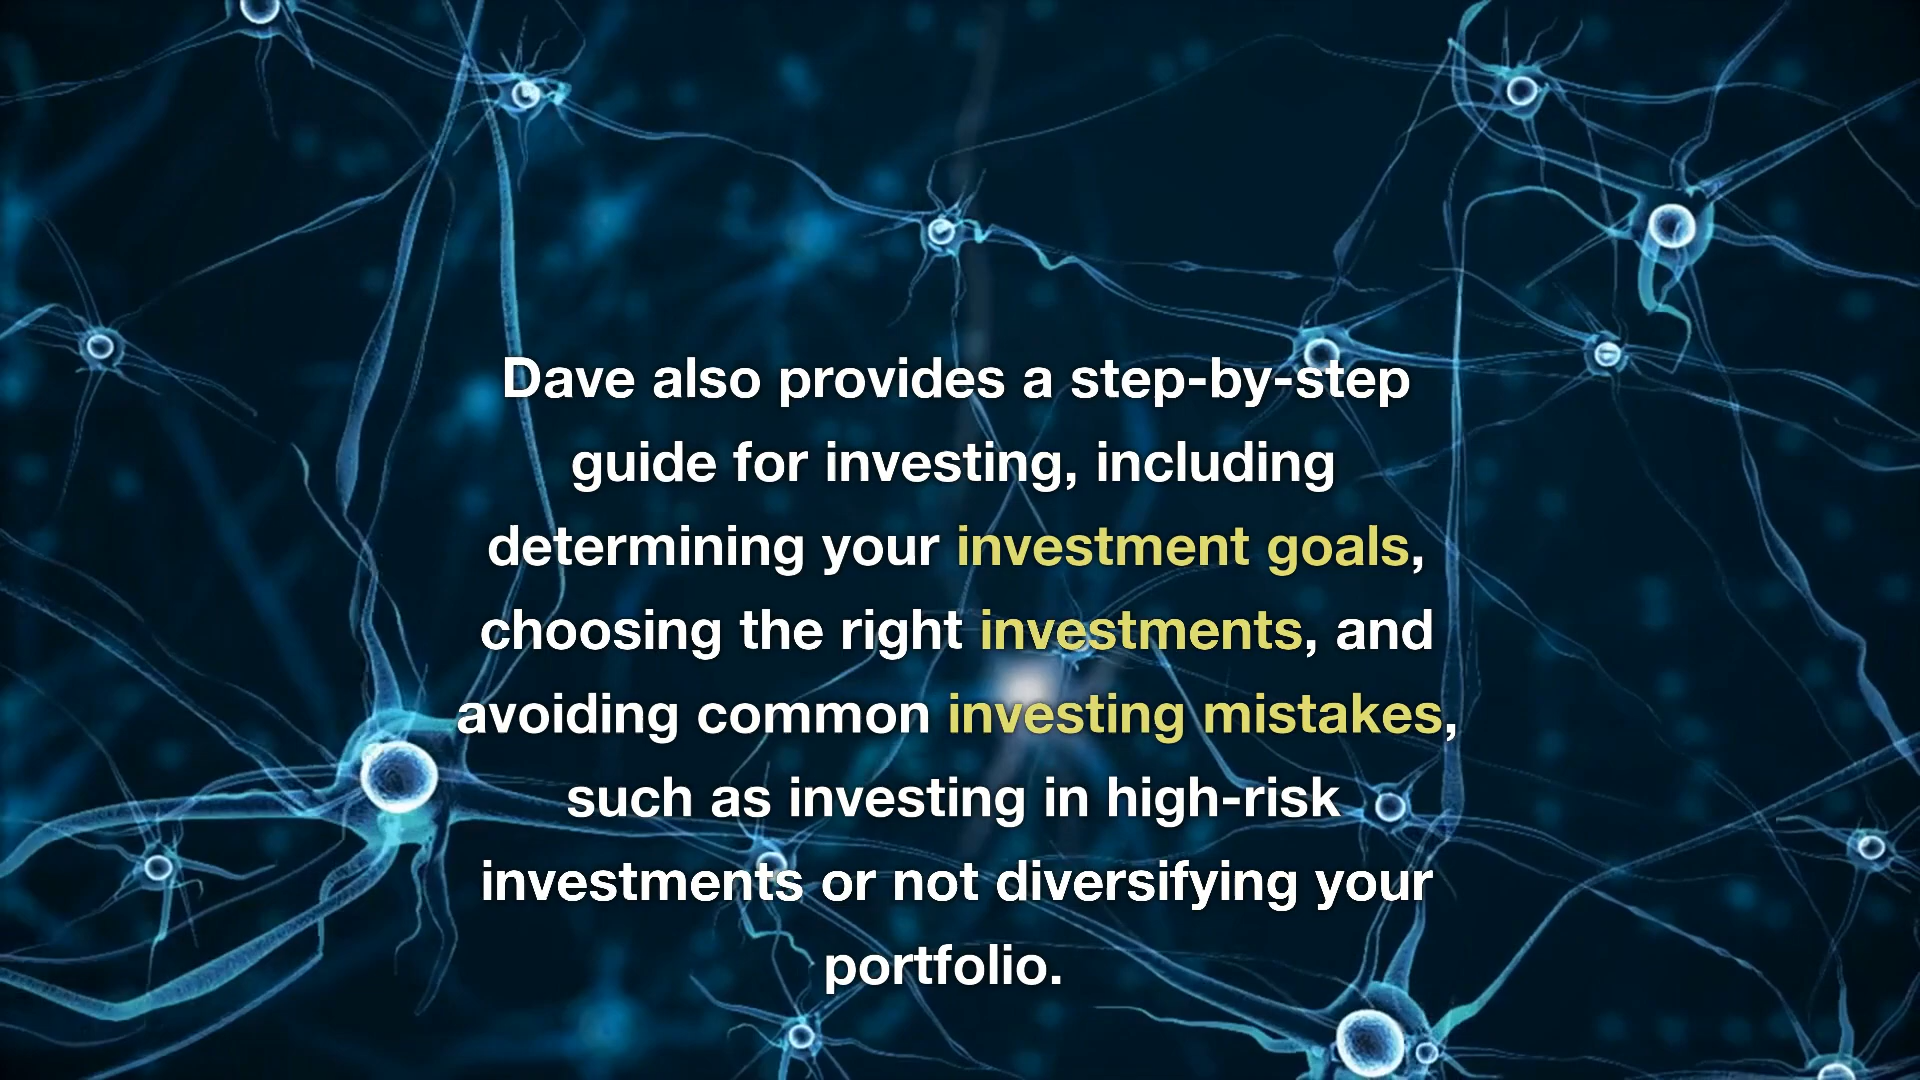 Dave also provides a step-by-step
guide for investing, including
determining your investment goals,
choosing the right investments, and
avoiding common investing mistakes,
such as investing in high-risk
investments or not diversifying your
portfolio.